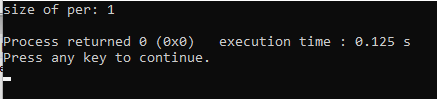 size of per: 1
Process returned 0 (0x0)   execution time : 0.125 s
Press any key to continue.